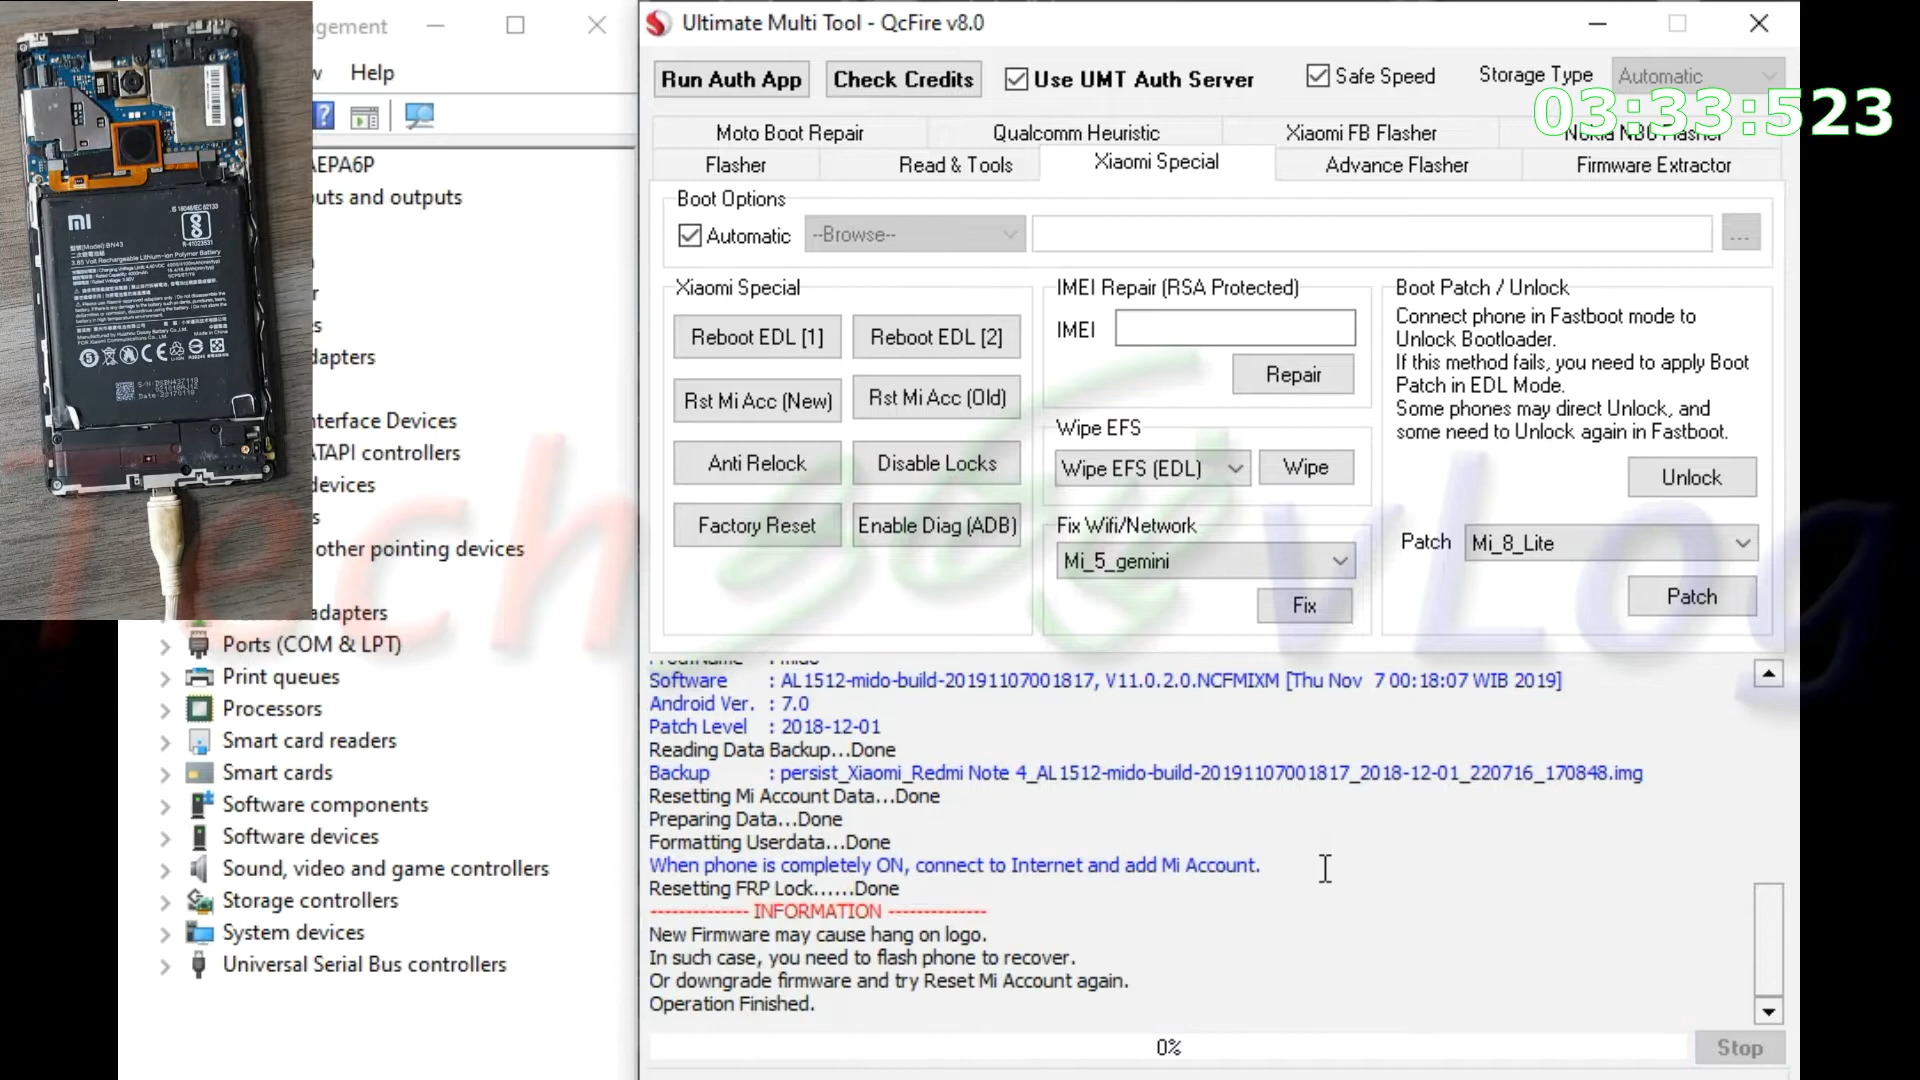 gement
Ultimate Multi Tool - QcFire v8.0
Help
Run Auth App
Check Credits
Use UMT Auth Server
Safe Speed
Storage Type
Automatic
03:33:523
Moto Boot Repair
Qualcomm Heuristic
Xiaomi FB Flasher
Flasher
Read & Tools
Xiaomi Special
Advance Flasher
Firmware Extractor
Boot Options
Automatic
--Browse--
...
Xiaomi Special
Reboot EDL [1]
Reboot EDL [2]
Rst Mi Acc (New)
Rst Mi Acc (Old)
Anti Relock
Disable Locks
Factory Reset
Enable Diag (ADB)
IMEI Repair (RSA Protected)
IMEI
Repair
Wipe EFS
Wipe EFS (EDL)
Wipe
Fix Wifi/Network
Mi_5_gemini
Fix
Boot Patch / Unlock
Connect phone in Fastboot mode to
Unlock Bootloader.
If this method fails, you need to apply Boot
Patch in EDL Mode.
Some phones may direct Unlock, and
some need to Unlock again in Fastboot.
Unlock
Patch
Mi_8_Lite
Patch
Software : AL1512-mido-build-20191107001817, V11.0.2.0.NCFMIXM [Thu Nov 7 00:18:07 WIB 2019]
Android Ver. : 7.0
Patch Level : 2018-12-01
Reading Data Backup...Done
Backup : persist_Xiaomi_Redmi Note 4_AL1512-mido-build-20191107001817_2018-12-01_220716_170848.img
Resetting Mi Account Data...Done
Preparing Data...Done
Formatting Userdata...Done
When phone is completely ON, connect to Internet and add Mi Account.
Resetting FRP Lock......Done
-------------- INFORMATION --------------
New Firmware may cause hang on logo.
In such case, you need to flash phone to recover.
Or downgrade firmware and try Reset Mi Account again.
Operation Finished.
0%
Stop
AEPA6P
uts and outputs
dapters
nterface Devices
TAPI controllers
devices
other pointing devices
adapters
Ports (COM & LPT)
Print queues
Processors
Smart card readers
Smart cards
Software components
Software devices
Sound, video and game controllers
Storage controllers
System devices
Universal Serial Bus controllers
mi
BN43
3.85 Volt Rechargeable Lithium-ion Polymer Battery
R-41023531
Tech
vLog